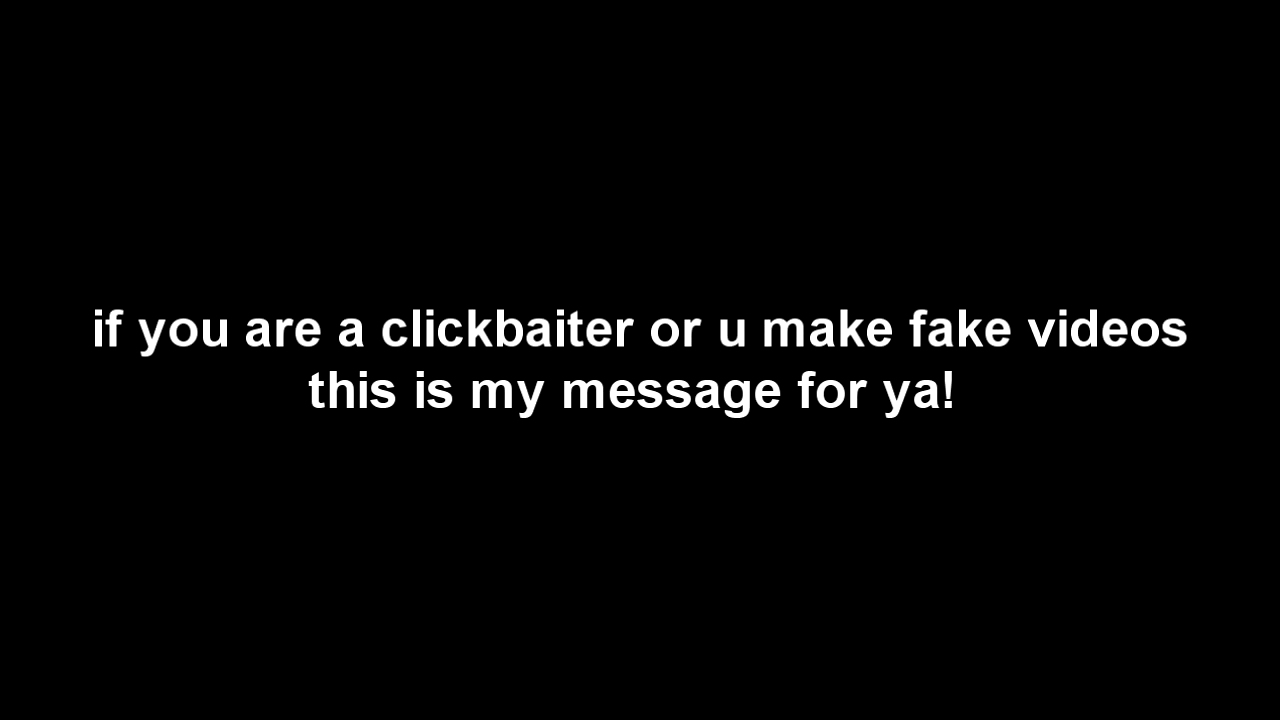 if you are a clickbaiter or u make fake videos
this is my message for ya!